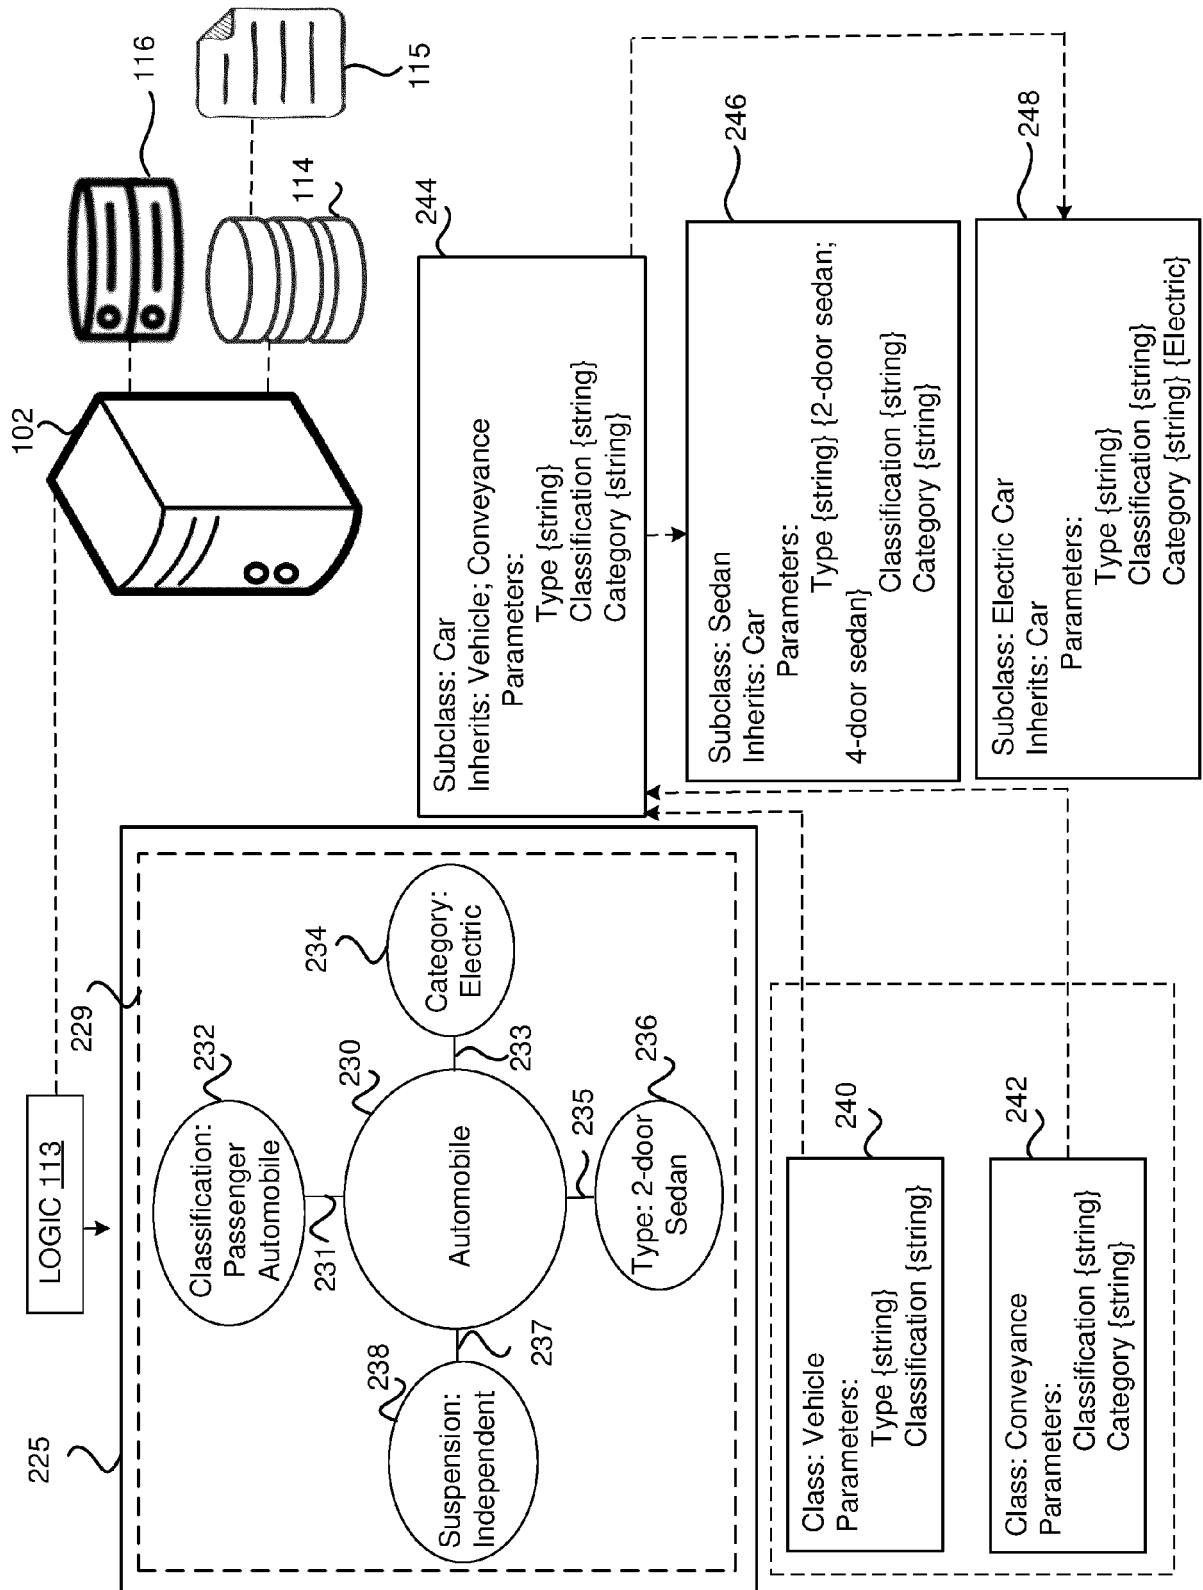 LOGIC 113
102
116
115
114
225
229
Classification:
Passenger
Automobile
232
231
230
Automobile
234
Category:
Electric
233
235
236
Type: 2-door
Sedan
237
238
Suspension:
Independent
240
Class: Vehicle
Parameters:
Type {string}
Classification {string}
242
Class: Conveyance
Parameters:
Classification {string}
Category {string}
244
Subclass: Car
Inherits: Vehicle; Conveyance
Parameters:
Type {string}
Classification {string}
Category {string}
246
Subclass: Sedan
Inherits: Car
Parameters:
Type {string} {2-door sedan;
4-door sedan}
Classification {string}
Category {string}
248
Subclass: Electric Car
Inherits: Car
Parameters:
Type {string}
Classification {string}
Category {string} {Electric}